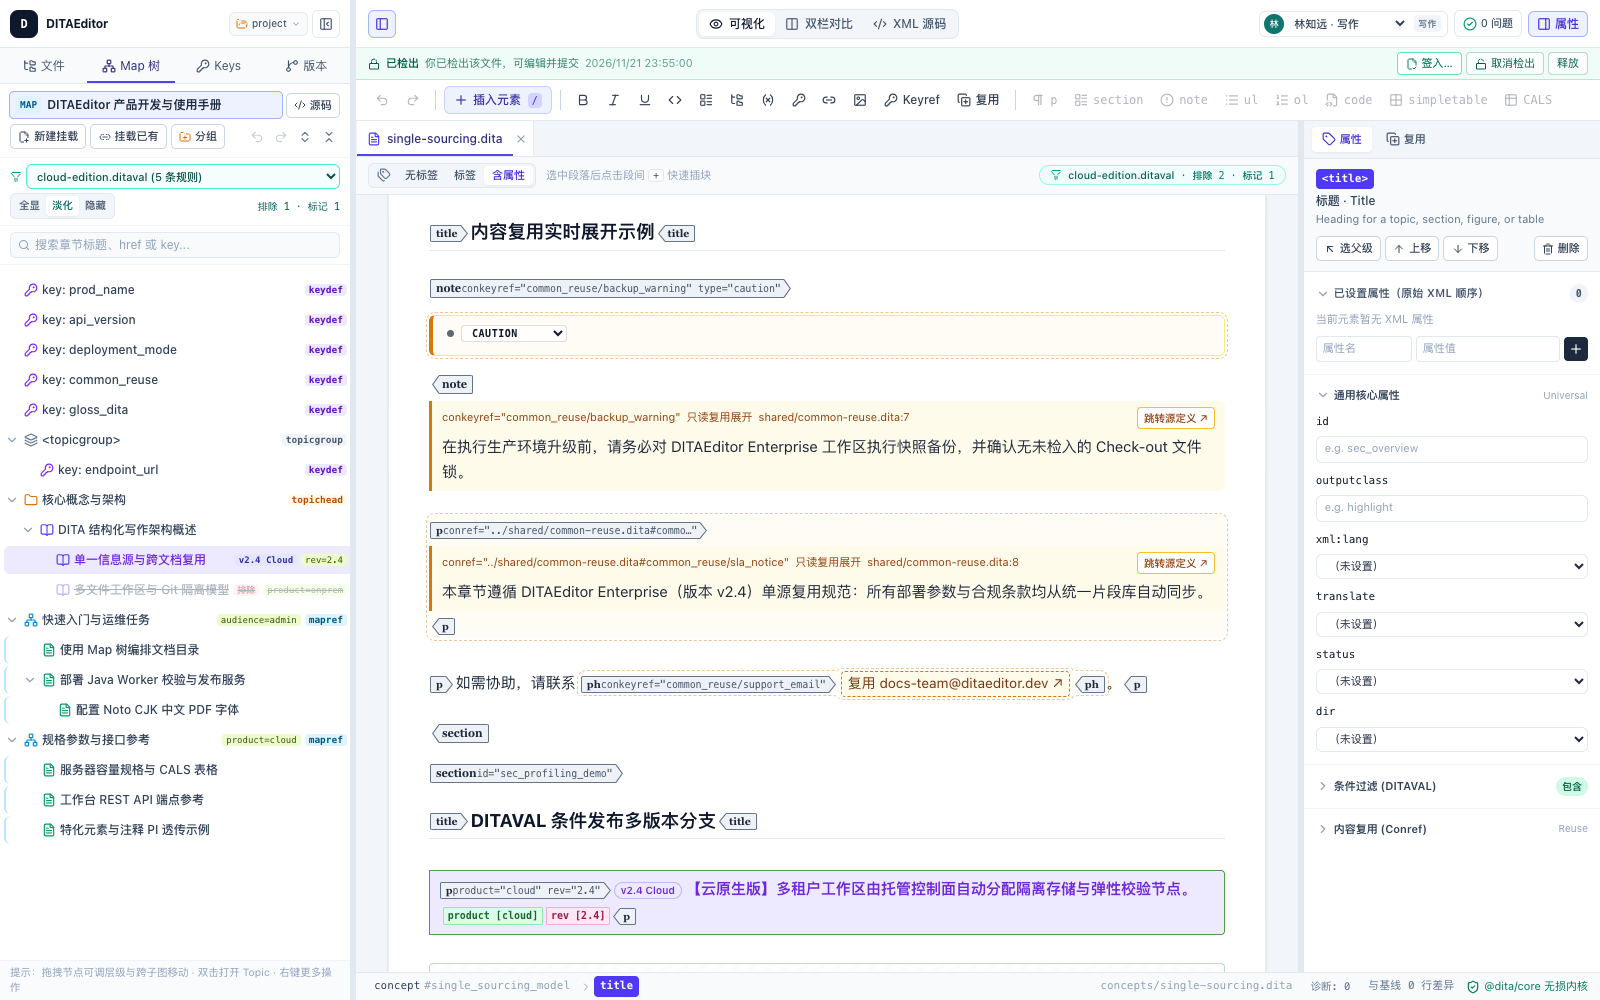 D DITAEditor project
可视化 双栏对比 XML 源码
林 林知远 · 写作 写作 0 问题 属性
文件 Map 树 Keys 版本
已检出 你已检出该文件，可编辑并提交 2026/11/21 23:55:00 签入... 取消检出 释放
MAP DITAEditor 产品开发与使用手册 源码
插入元素 / B I U Keyref 复用 p section note ul ol code simpletable CALS
新建挂载 挂载已有 分组
single-sourcing.dita
属性 复用
cloud-edition.ditaval (5 条规则)
无标签 标签 含属性 选中段落后点击段间 + 快速插块 cloud-edition.ditaval · 排除 2 · 标记 1
全显 淡化 隐藏 排除 1 · 标记 1
搜索章节标题、href 或 key...
key: prod_name keydef
key: api_version keydef
key: deployment_mode keydef
key: common_reuse keydef
key: gloss_dita keydef
<topicgroup> topicgroup
key: endpoint_url keydef
核心概念与架构 topichead
DITA 结构化写作架构概述
单一信息源与跨文档复用 v2.4 Cloud rev=2.4
多文件工作区与 Git 隔离模型 排除 product=onprem
快速入门与运维任务 audience=admin mapref
使用 Map 树编排文档目录
部署 Java Worker 校验与发布服务
配置 Noto CJK 中文 PDF 字体
规格参数与接口参考 product=cloud mapref
服务器容量规格与 CALS 表格
工作台 REST API 端点参考
特化元素与注释 PI 透传示例
提示：拖拽节点可调层级与跨子图移动 · 双击打开 Topic · 右键更多操作
title 内容复用实时展开示例 title
note conkeyref="common_reuse/backup_warning" type="caution"
CAUTION
note
conkeyref="common_reuse/backup_warning" 只读复用展开 shared/common-reuse.dita:7 跳转源定义 ↗
在执行生产环境升级前，请务必对 DITAEditor Enterprise 工作区执行快照备份，并确认无未检入的 Check-out 文件
锁。
p conref="../shared/common-reuse.dita#commo…"
conref="../shared/common-reuse.dita#common_reuse/sla_notice" 只读复用展开 shared/common-reuse.dita:8 跳转源定义 ↗
本章节遵循 DITAEditor Enterprise（版本 v2.4）单源复用规范：所有部署参数与合规条款均从统一片段库自动同步。
p
p 如需协助，请联系 ph conkeyref="common_reuse/support_email" 复用 docs-team@ditaeditor.dev ↗ ph 。 p
section
section id="sec_profiling_demo"
title DITAVAL 条件发布多版本分支 title
p product="cloud" rev="2.4" v2.4 Cloud 【云原生版】多租户工作区由托管控制面自动分配隔离存储与弹性校验节点。
product [cloud] rev [2.4] p
<title>
标题 · Title
Heading for a topic, section, figure, or table
选父级 上移 下移 删除
已设置属性（原始 XML 顺序） 0
当前元素暂无 XML 属性
属性名 属性值 +
通用核心属性 Universal
id
e.g. sec_overview
outputclass
e.g. highlight
xml:lang
（未设置）
translate
（未设置）
status
（未设置）
dir
（未设置）
条件过滤 (DITAVAL) 包含
内容复用 (Conref) Reuse
concept #single_sourcing_model › title concepts/single-sourcing.dita 诊断: 0 与基线 0 行差异 @dita/core 无损内核